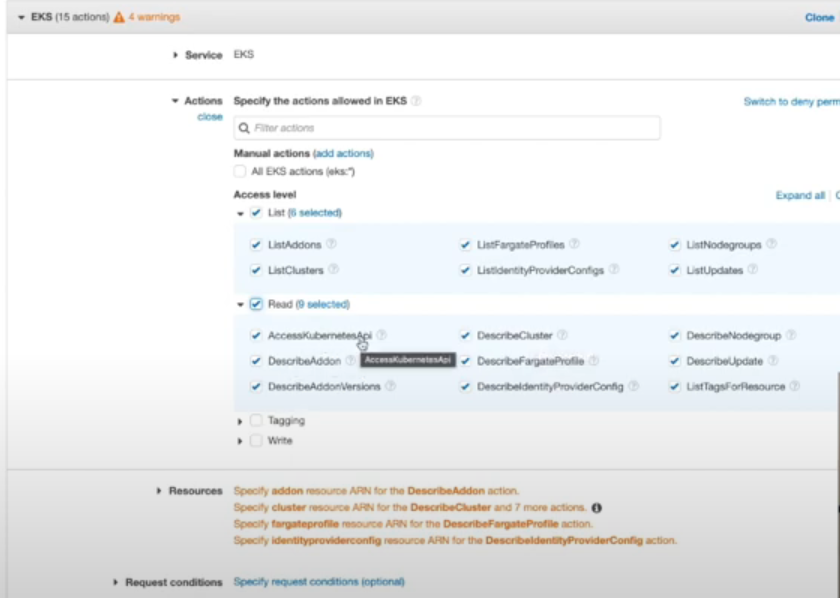 EKS (15 actions) 4 warnings Clone
Service EKS
Actions Specify the actions allowed in EKS Switch to deny perm
close
Filter actions
Manual actions (add actions)
All EKS actions (eks:*)
Access level Expand all
List (6 selected)
ListAddons ListFargateProfiles ListNodegroups
ListClusters ListIdentityProviderConfigs ListUpdates
Read (9 selected)
AccessKubernetesApi DescribeCluster DescribeNodegroup
DescribeAddon AccessKubernetesApi DescribeFargateProfile DescribeUpdate
DescribeAddonVersions DescribeIdentityProviderConfig ListTagsForResource
Tagging
Write
Resources Specify addon resource ARN for the DescribeAddon action.
Specify cluster resource ARN for the DescribeCluster and 7 more actions.
Specify fargateprofile resource ARN for the DescribeFargateProfile action.
Specify identityproviderconfig resource ARN for the DescribeIdentityProviderConfig action.
Request conditions Specify request conditions (optional)